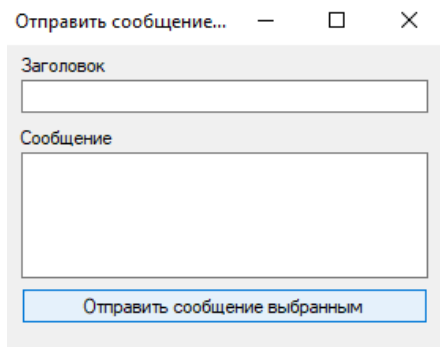 Отправить сообщение...
Заголовок
Сообщение
Отправить сообщение выбранным